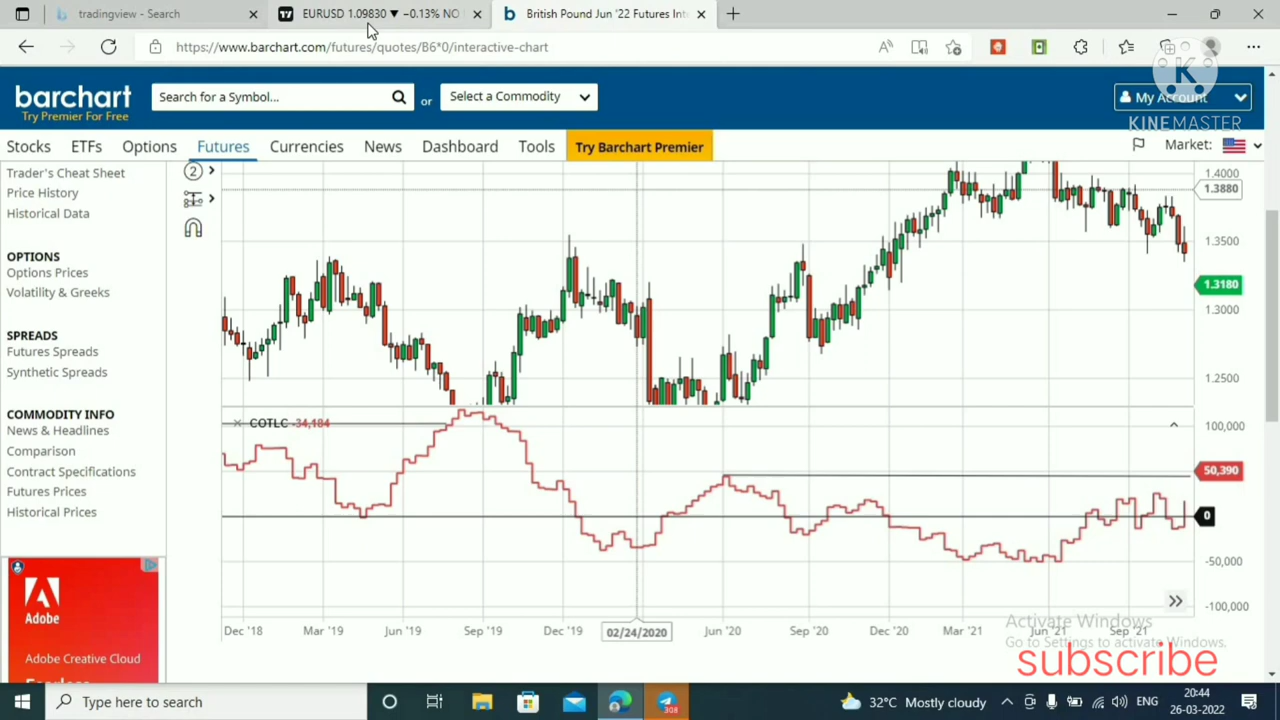 tradingview - Search
EURUSD 1.09830 ▼ −0.13% NO
British Pound Jun '22 Futures Inte
https://www.barchart.com/futures/quotes/B6*0/interactive-chart
barchart
Try Premier For Free
Search for a Symbol...
or
Select a Commodity
My Account
K
KINEMASTER
Stocks
ETFs
Options
Futures
Currencies
News
Dashboard
Tools
Try Barchart Premier
Market:
Trader's Cheat Sheet
Price History
Historical Data
OPTIONS
Options Prices
Volatility & Greeks
SPREADS
Futures Spreads
Synthetic Spreads
COMMODITY INFO
News & Headlines
Comparison
Contract Specifications
Futures Prices
Historical Prices
2
1.4000
1.3880
1.3500
1.3180
1.3000
1.2500
COTLC -34,184
100,000
50,390
0
-50,000
-100,000
Dec '18
Mar '19
Jun '19
Sep '19
Dec '19
02/24/2020
Jun '20
Sep '20
Dec '20
Mar '21
Jun '21
Sep '21
Adobe
Adobe Creative Cloud
Activate Windows
Go to Settings to activate Windows.
subscribe
Type here to search
308
32°C Mostly cloudy
ENG
20:44
26-03-2022